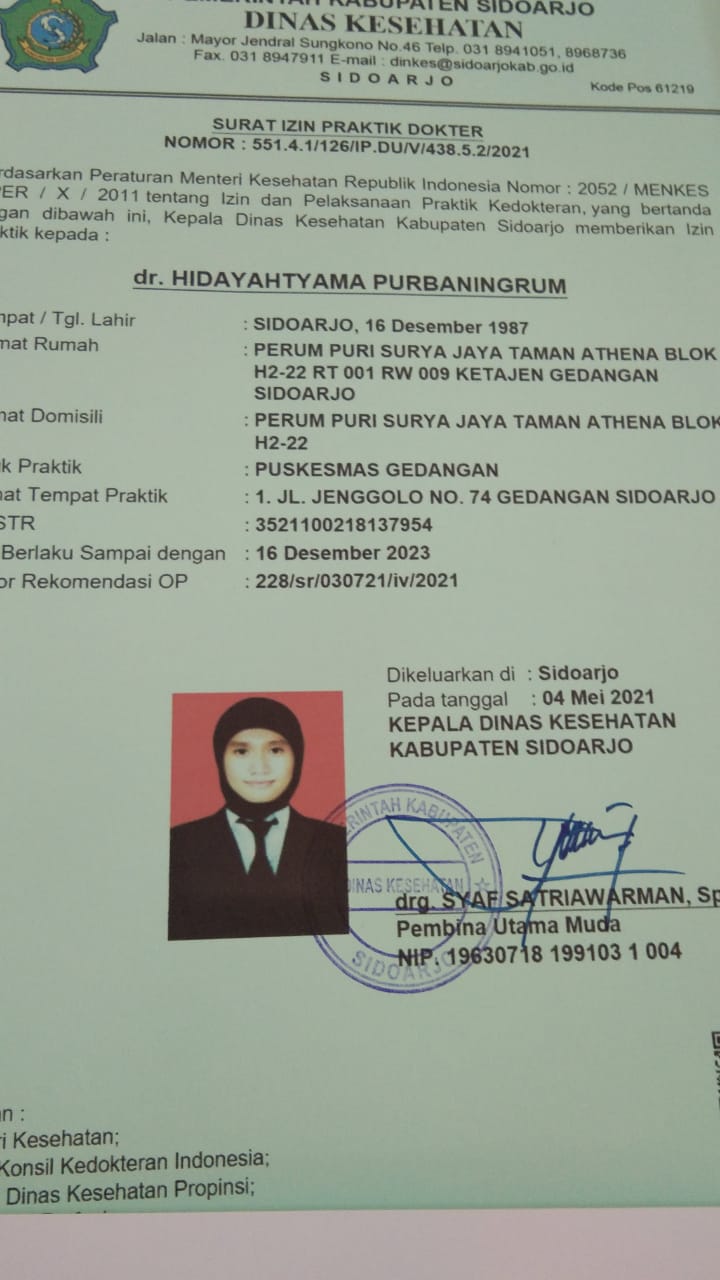 PEMERINTAH KABUPATEN SIDOARJO
DINAS KESEHATAN
Jalan : Mayor Jendral Sungkono No.46 Telp. 031 8941051, 8968736
Fax. 031 8947911 E-mail : dinkes@sidoarjokab.go.id
S I D O A R J O
Kode Pos 61219
SURAT IZIN PRAKTIK DOKTER
NOMOR : 551.4.1/126/IP.DU/V/438.5.2/2021
rdasarkan Peraturan Menteri Kesehatan Republik Indonesia Nomor : 2052 / MENKES
PER / X / 2011 tentang Izin dan Pelaksanaan Praktik Kedokteran, yang bertanda
gan dibawah ini, Kepala Dinas Kesehatan Kabupaten Sidoarjo memberikan Izin
ktik kepada :
dr. HIDAYAHTYAMA PURBANINGRUM
mpat / Tgl. Lahir : SIDOARJO, 16 Desember 1987
mat Rumah : PERUM PURI SURYA JAYA TAMAN ATHENA BLOK
H2-22 RT 001 RW 009 KETAJEN GEDANGAN
SIDOARJO
mat Domisili : PERUM PURI SURYA JAYA TAMAN ATHENA BLOK
H2-22
k Praktik : PUSKESMAS GEDANGAN
mat Tempat Praktik : 1. JL. JENGGOLO NO. 74 GEDANGAN SIDOARJO
STR : 3521100218137954
Berlaku Sampai dengan : 16 Desember 2023
or Rekomendasi OP : 228/sr/030721/iv/2021
Dikeluarkan di : Sidoarjo
Pada tanggal : 04 Mei 2021
KEPALA DINAS KESEHATAN
KABUPATEN SIDOARJO
ERINTAH KABUPATEN
DINAS KESEHATAN
SIDOARJO
drg. SYAF SATRIAWARMAN, Sp
Pembina Utama Muda
NIP. 19630718 199103 1 004
an :
ri Kesehatan;
Konsil Kedokteran Indonesia;
Dinas Kesehatan Propinsi;